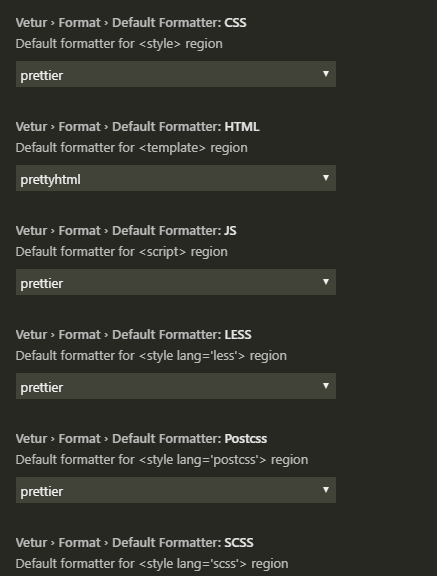 Vetur › Format › Default Formatter: CSS
Default formatter for <style> region
prettier
Vetur › Format › Default Formatter: HTML
Default formatter for <template> region
prettyhtml
Vetur › Format › Default Formatter: JS
Default formatter for <script> region
prettier
Vetur › Format › Default Formatter: LESS
Default formatter for <style lang='less'> region
prettier
Vetur › Format › Default Formatter: Postcss
Default formatter for <style lang='postcss'> region
prettier
Vetur › Format › Default Formatter: SCSS
Default formatter for <style lang='scss'> region